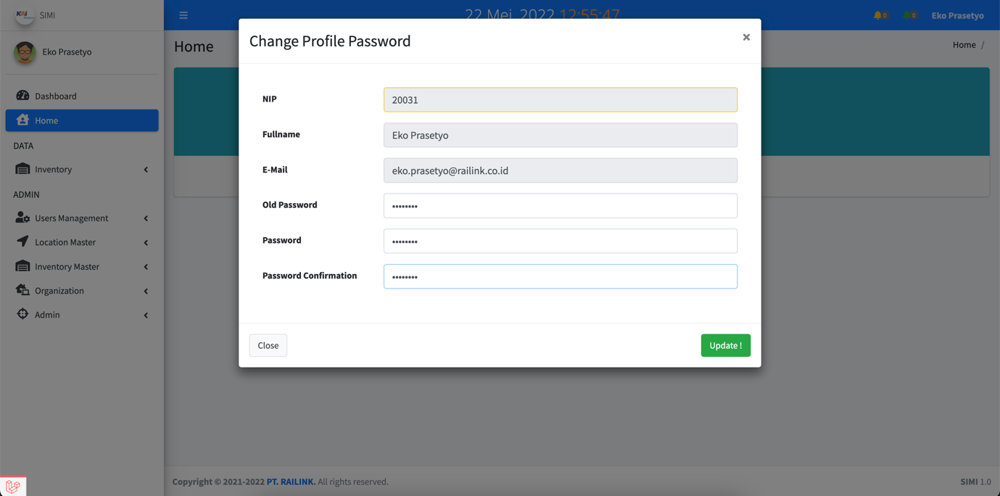 KAI
SIMI
22 Mei, 2022 12:55:47
0
0
Eko Prasetyo
Eko Prasetyo
Dashboard
Home
DATA
Inventory
ADMIN
Users Management
Location Master
Inventory Master
Organization
Admin
Home
Home /
Change Profile Password
×
NIP
20031
Fullname
Eko Prasetyo
E-Mail
eko.prasetyo@railink.co.id
Old Password
••••••••
Password
••••••••
Password Confirmation
••••••••
Close
Update !
Copyright © 2021-2022 PT. RAILINK. All rights reserved.
SIMI 1.0